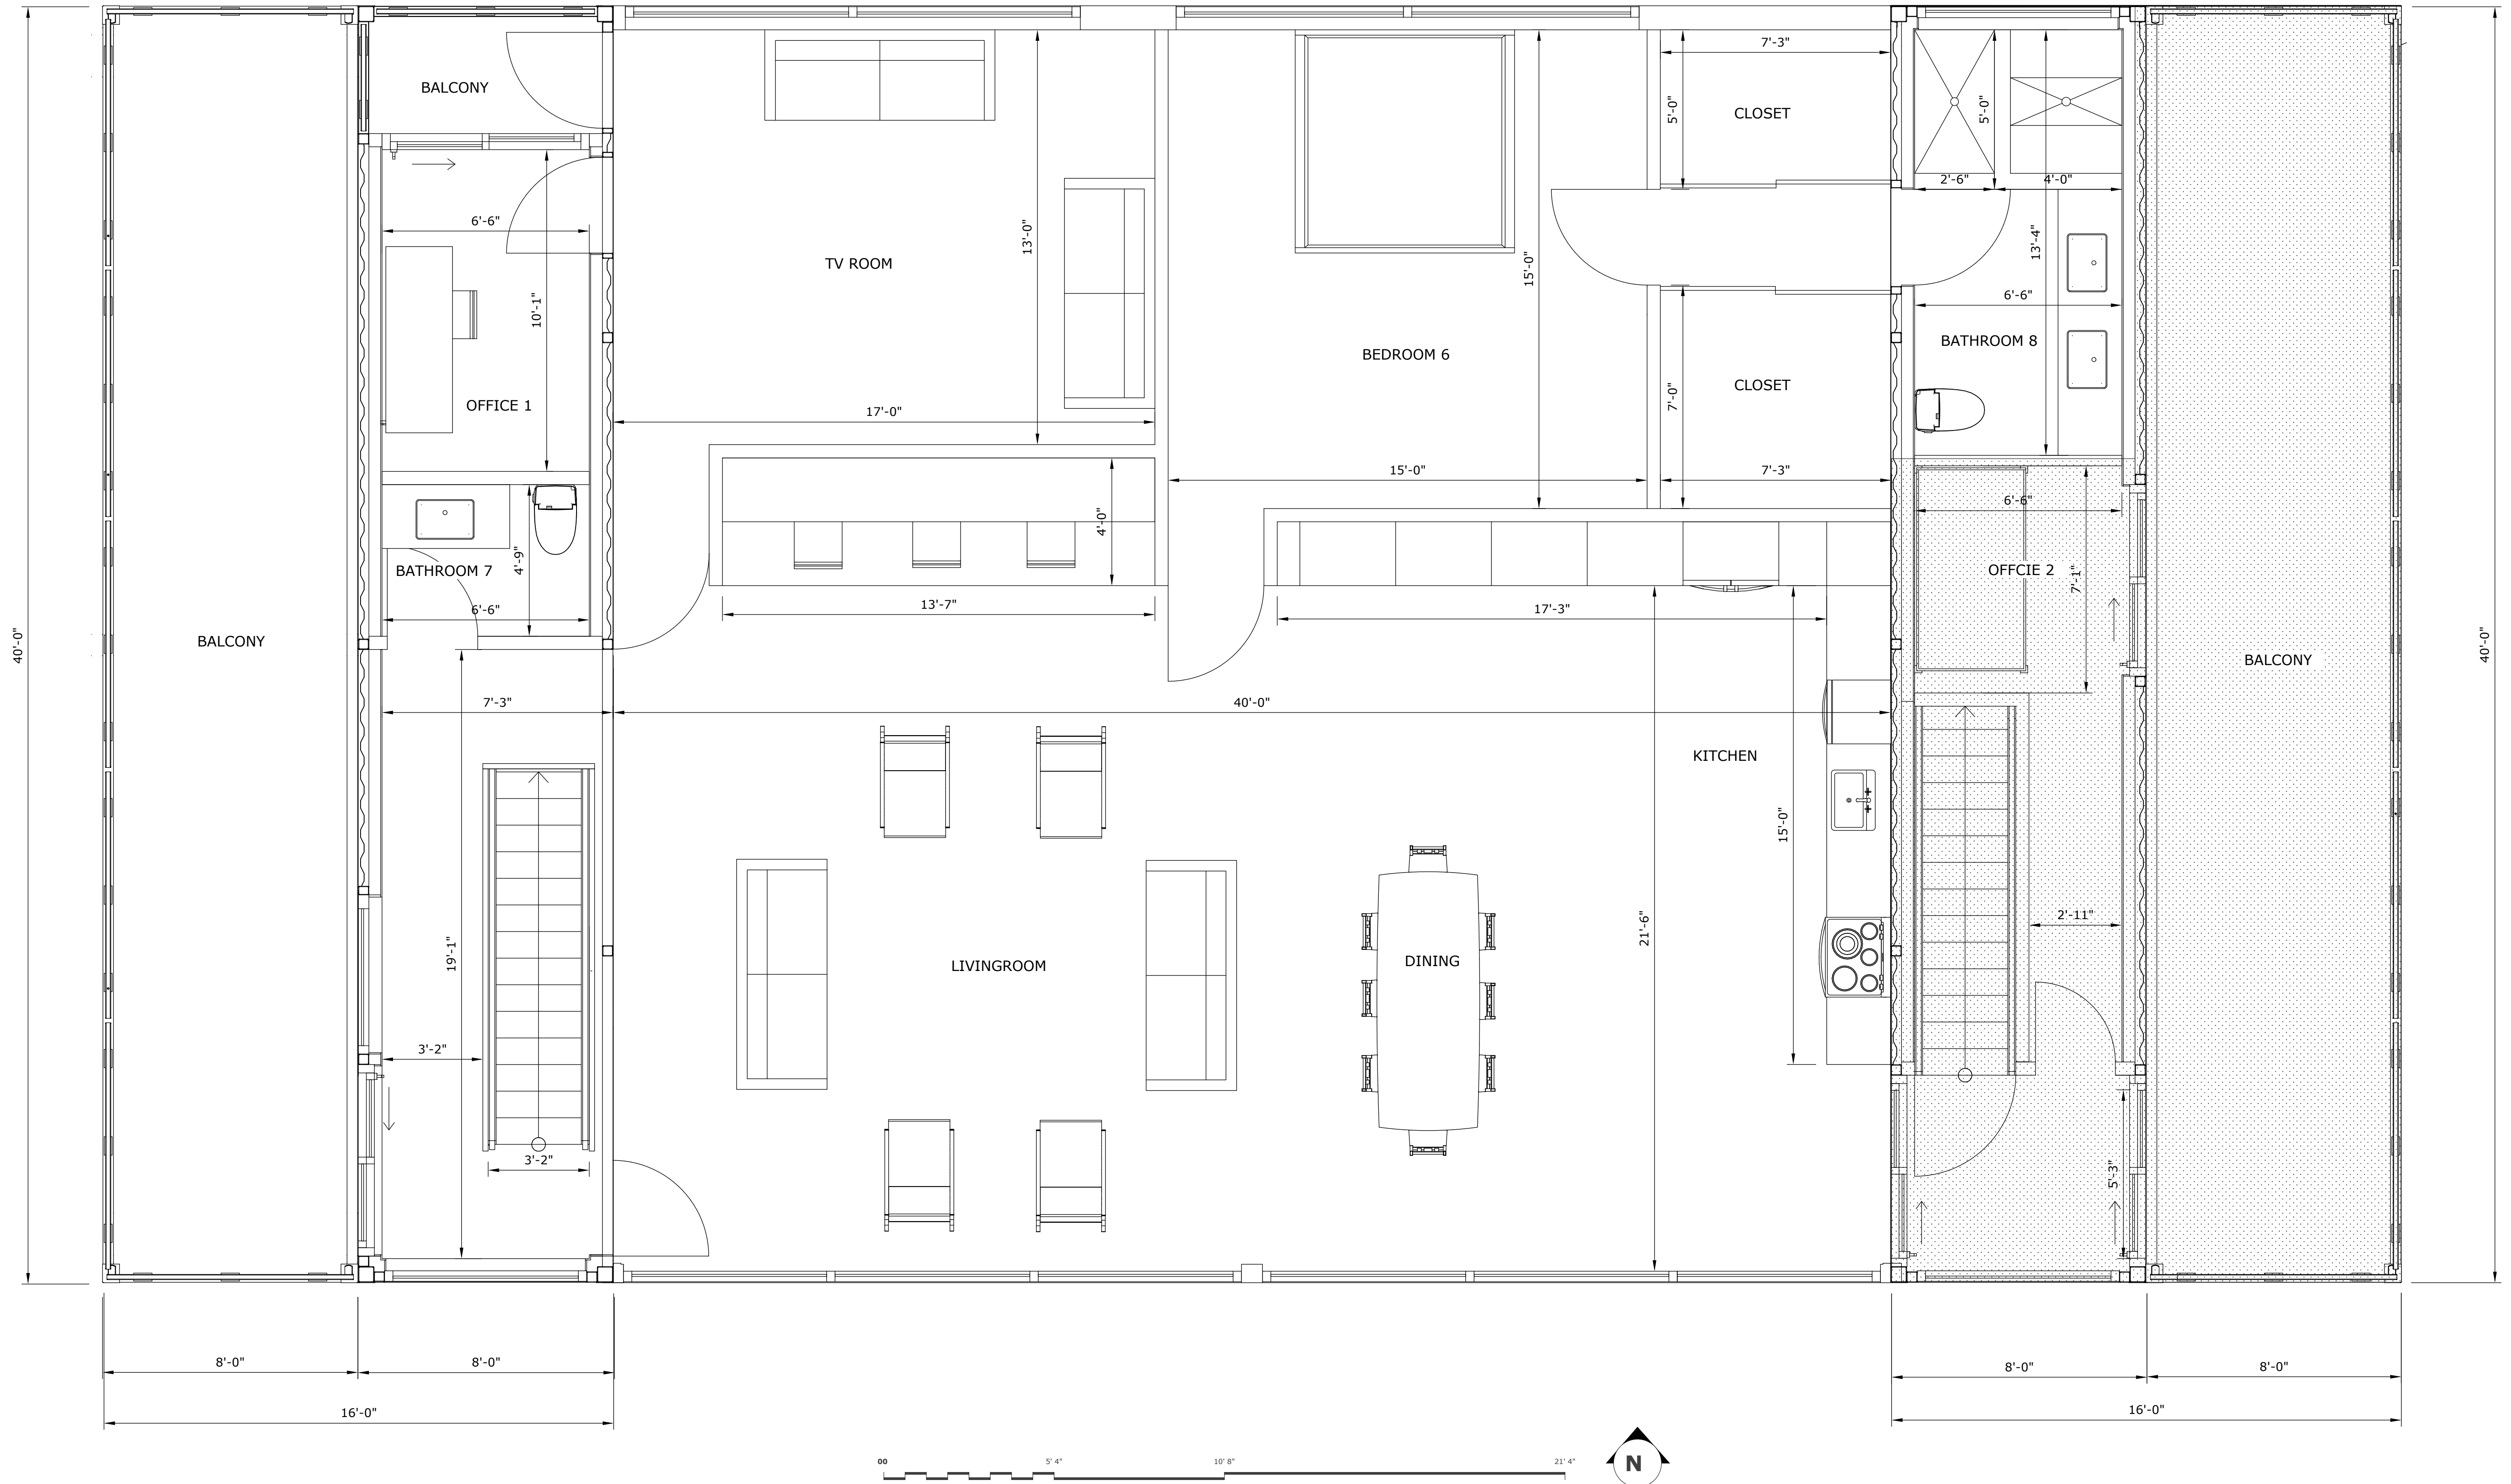 7'-3"
BALCONY
5'-0"
CLOSET
5'-0"
2'-6"
4'-0"
6'-6"
13'-0"
13'-4"
TV ROOM
15'-0"
10'-1"
6'-6"
BATHROOM 8
BEDROOM 6
CLOSET
7'-0"
OFFICE 1
17'-0"
15'-0"
7'-3"
6'-6"
4'-0"
4'-9"
BATHROOM 7
OFFCIE 2
7'-1"
6'-6"
13'-7"
17'-3"
40'-0"
BALCONY
BALCONY
40'-0"
7'-3"
40'-0"
KITCHEN
15'-0"
2'-11"
21'-6"
19'-1"
LIVINGROOM
DINING
3'-2"
3'-2"
5'-3"
8'-0"
8'-0"
8'-0"
8'-0"
16'-0"
16'-0"
00
5' 4"
10' 8"
21' 4"
N